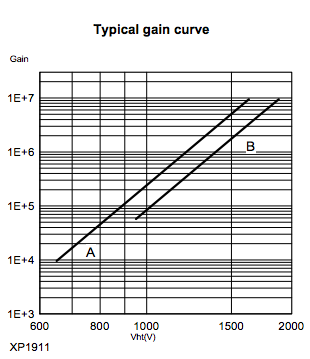 Typical gain curve
Gain
1E+7
1E+6
B
1E+5
A
1E+4
1E+3
600 800 1000 1500 2000
Vht(V)
XP1911